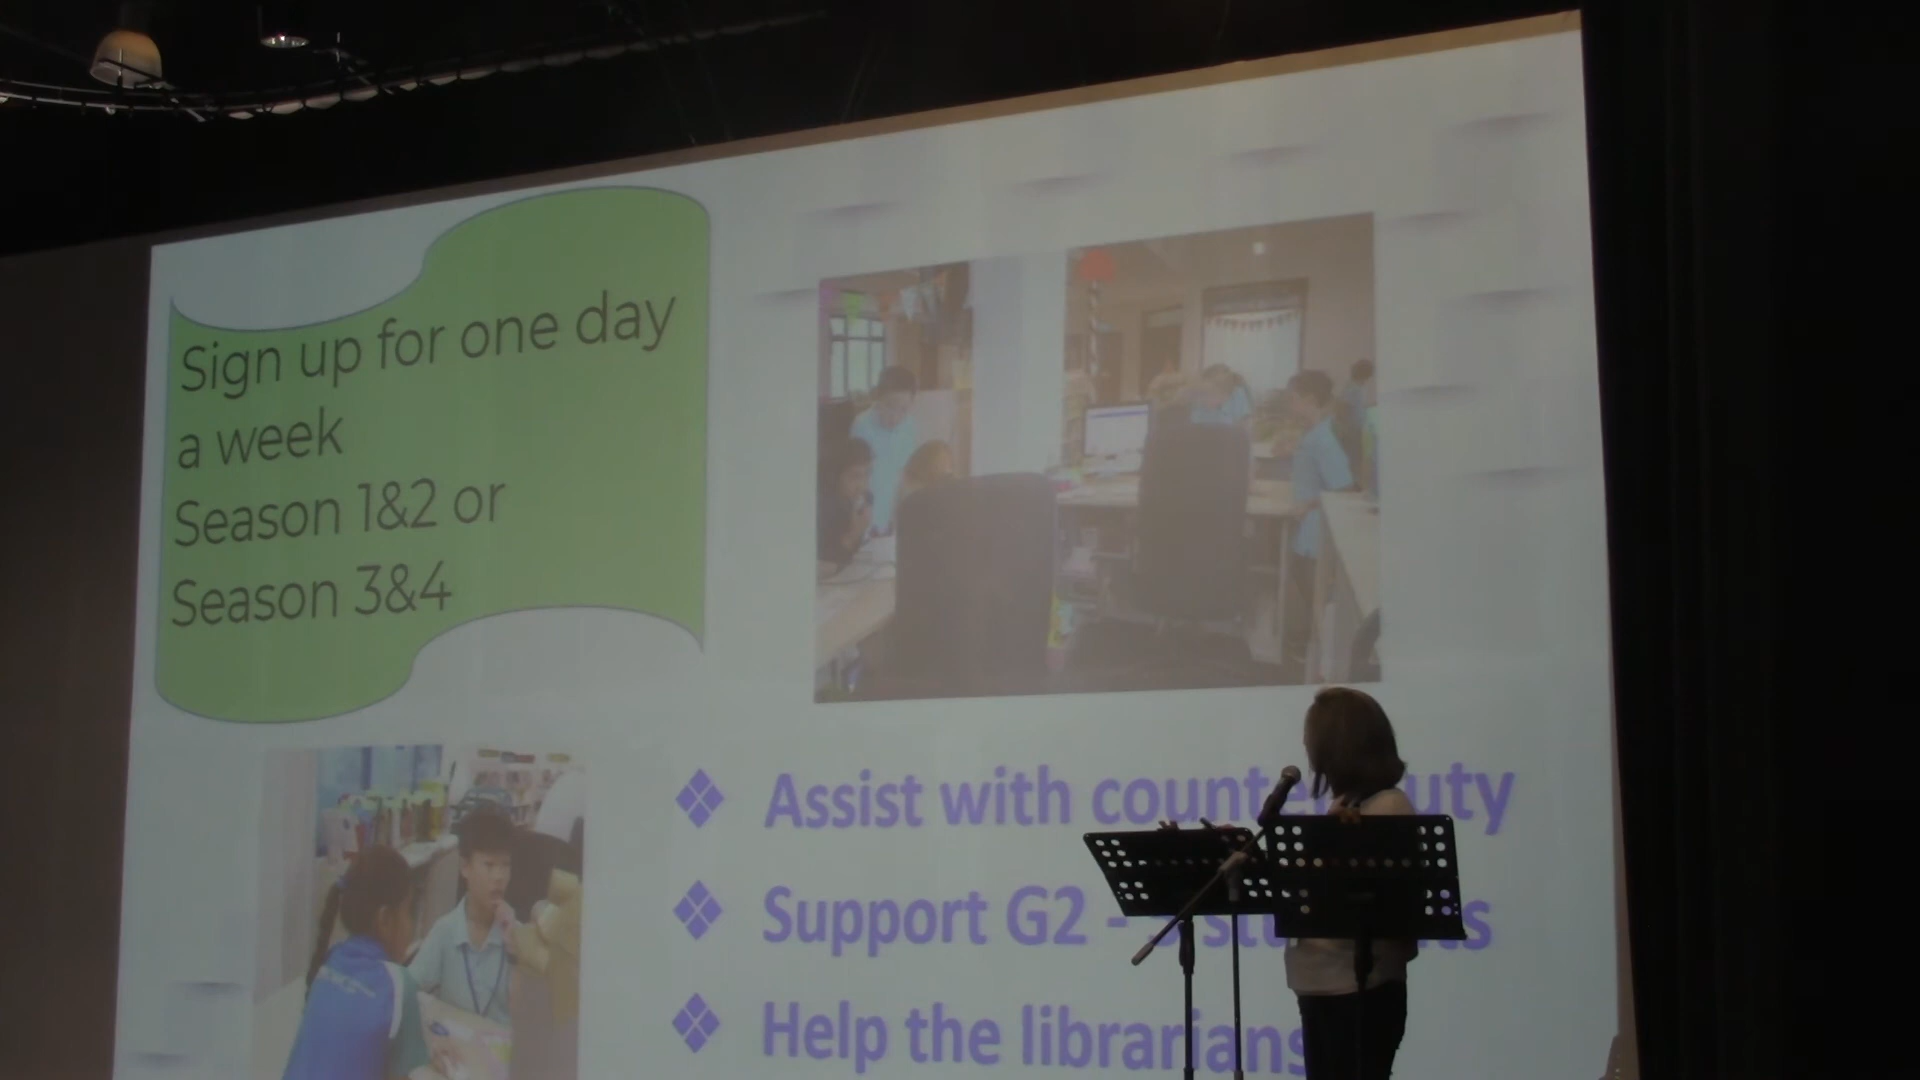 Sign up for one day
a week
Season 1&2 or
Season 3&4
Assist with counter
Support G2 -
Help the librarians